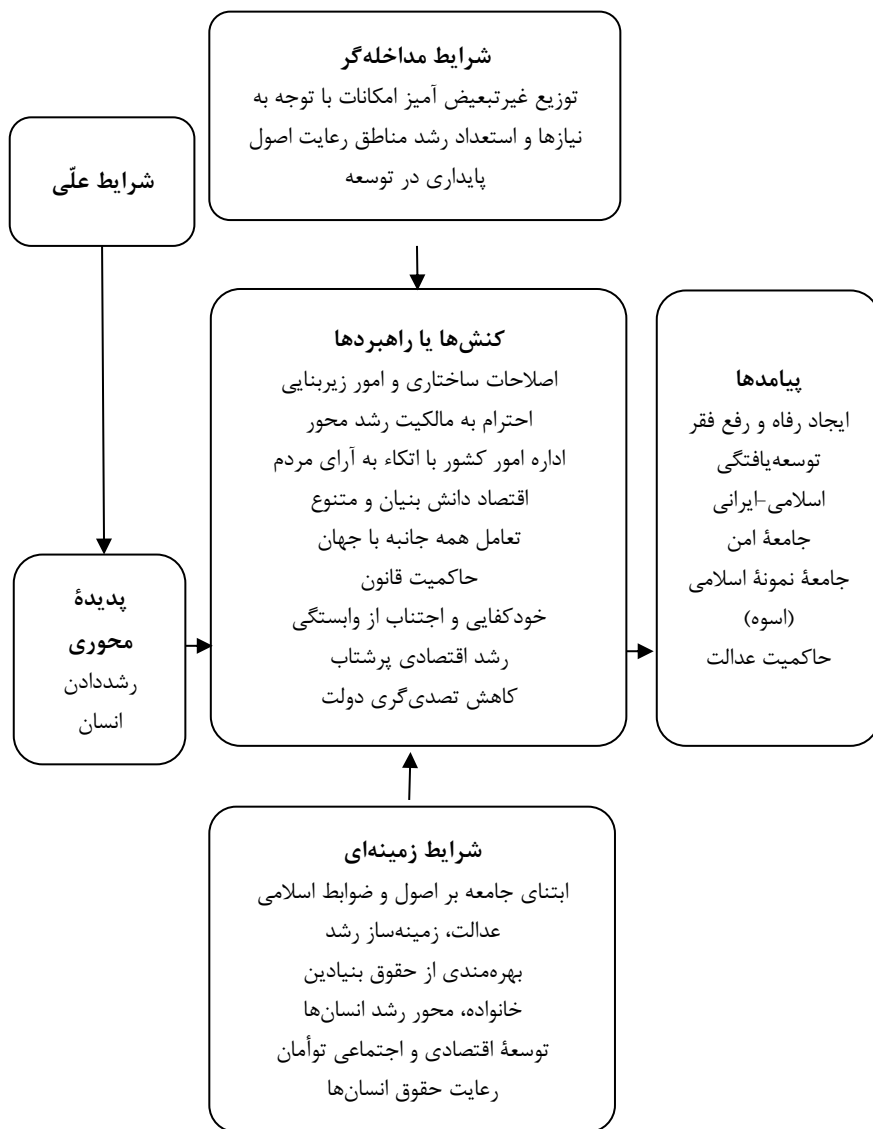 شرایط مداخله‌گر
توزیع غیرتبعیض آمیز امکانات با توجه به
نیازها و استعداد رشد مناطق رعایت اصول
پایداری در توسعه
شرایط علّی
کنش‌ها یا راهبردها
اصلاحات ساختاری و امور زیربنایی
احترام به مالکیت رشد محور
اداره امور کشور با اتکاء به آرای مردم
اقتصاد دانش بنیان و متنوع
تعامل همه جانبه با جهان
حاکمیت قانون
خودکفایی و اجتناب از وابستگی
رشد اقتصادی پرشتاب
کاهش تصدی‌گری دولت
پیامدها
ایجاد رفاه و رفع فقر
توسعه‌یافتگی
اسلامی-ایرانی
جامعهٔ امن
جامعهٔ نمونهٔ اسلامی
(اسوه)
حاکمیت عدالت
پدیدهٔ
محوری
رشددادن
انسان
شرایط زمینه‌ای
ابتنای جامعه بر اصول و ضوابط اسلامی
عدالت، زمینه‌ساز رشد
بهره‌مندی از حقوق بنیادین
خانواده، محور رشد انسان‌ها
توسعهٔ اقتصادی و اجتماعی توأمان
رعایت حقوق انسان‌ها